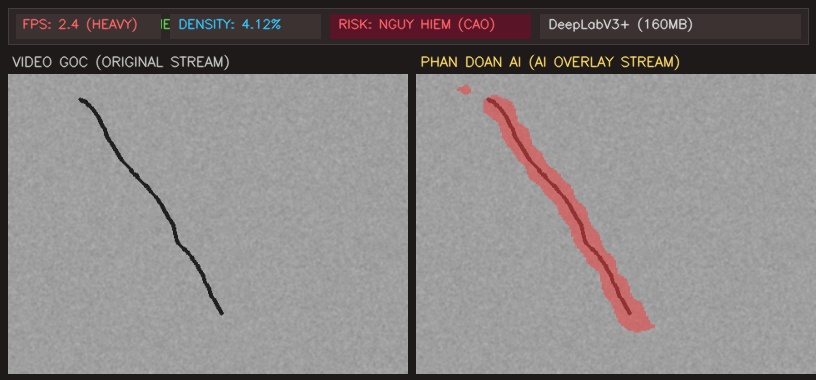 FPS: 2.4 (HEAVY) DENSITY: 4.12% RISK: NGUY HIEM (CAO) DeepLabV3+ (160MB)
VIDEO GOC (ORIGINAL STREAM) PHAN DOAN AI (AI OVERLAY STREAM)